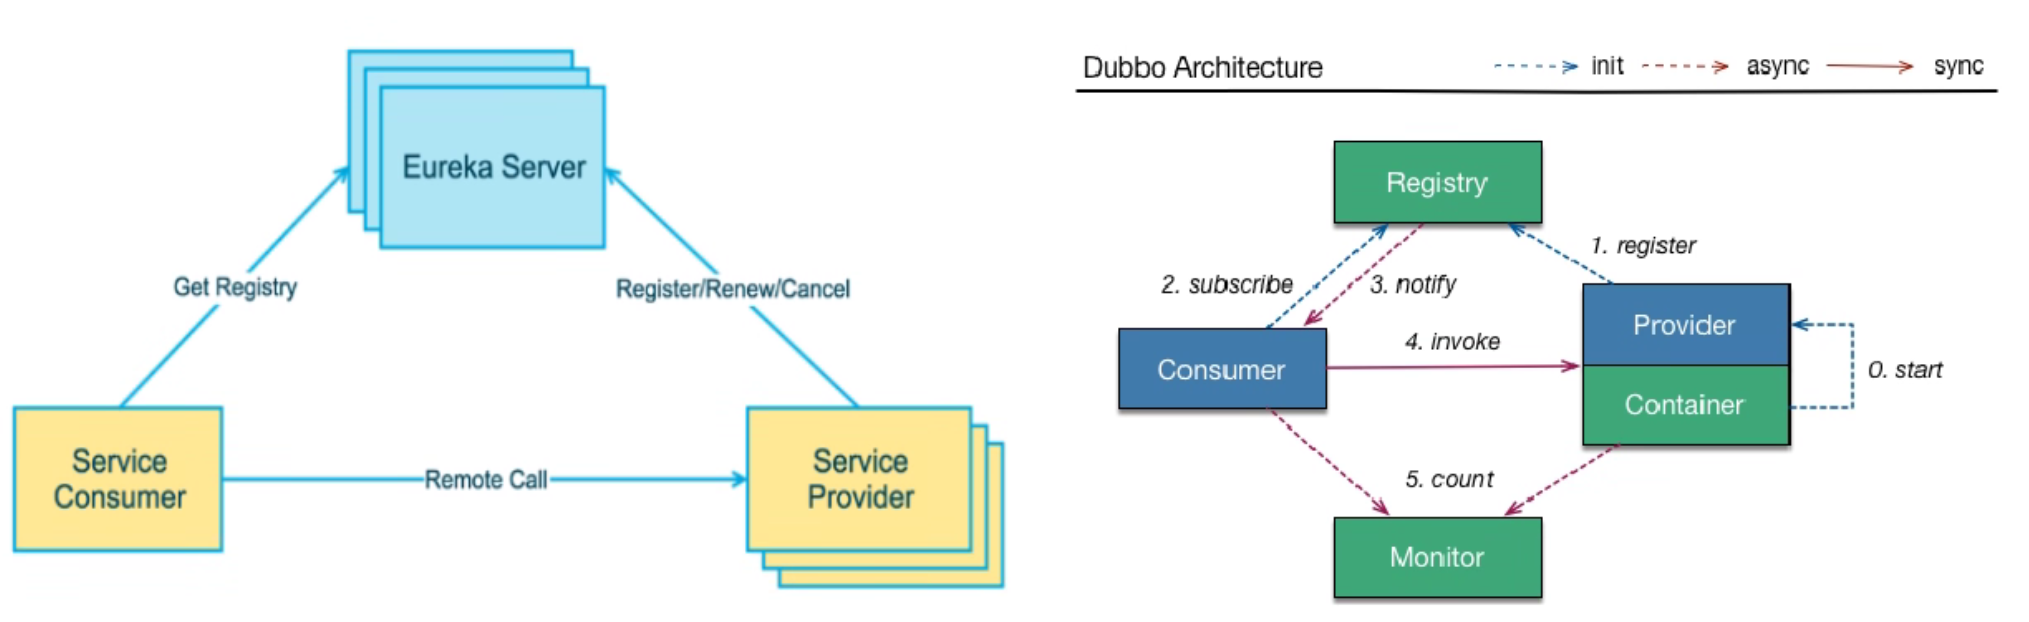 Eureka Server
Get Registry
Register/Renew/Cancel
Service
Consumer
Remote Call
Service
Provider
Dubbo Architecture
init
async
sync
Registry
1. register
2. subscribe
3. notify
Provider
4. invoke
Consumer
0. start
Container
5. count
Monitor